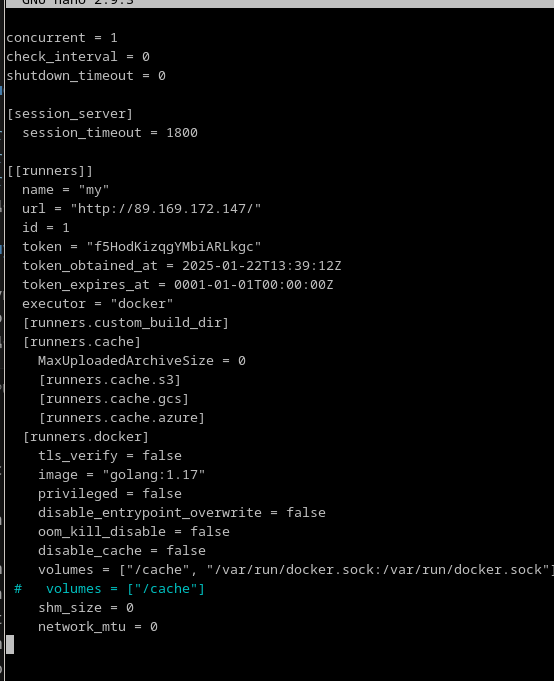 GNU nano 2.9.3
concurrent = 1
check_interval = 0
shutdown_timeout = 0
[session_server]
session_timeout = 1800
[[runners]]
name = "my"
url = "http://89.169.172.147/"
id = 1
token = "f5HodKizqgYMbiARLkgc"
token_obtained_at = 2025-01-22T13:39:12Z
token_expires_at = 0001-01-01T00:00:00Z
executor = "docker"
[runners.custom_build_dir]
[runners.cache]
MaxUploadedArchiveSize = 0
[runners.cache.s3]
[runners.cache.gcs]
[runners.cache.azure]
[runners.docker]
tls_verify = false
image = "golang:1.17"
privileged = false
disable_entrypoint_overwrite = false
oom_kill_disable = false
disable_cache = false
volumes = ["/cache", "/var/run/docker.sock:/var/run/docker.sock"]
#   volumes = ["/cache"]
shm_size = 0
network_mtu = 0